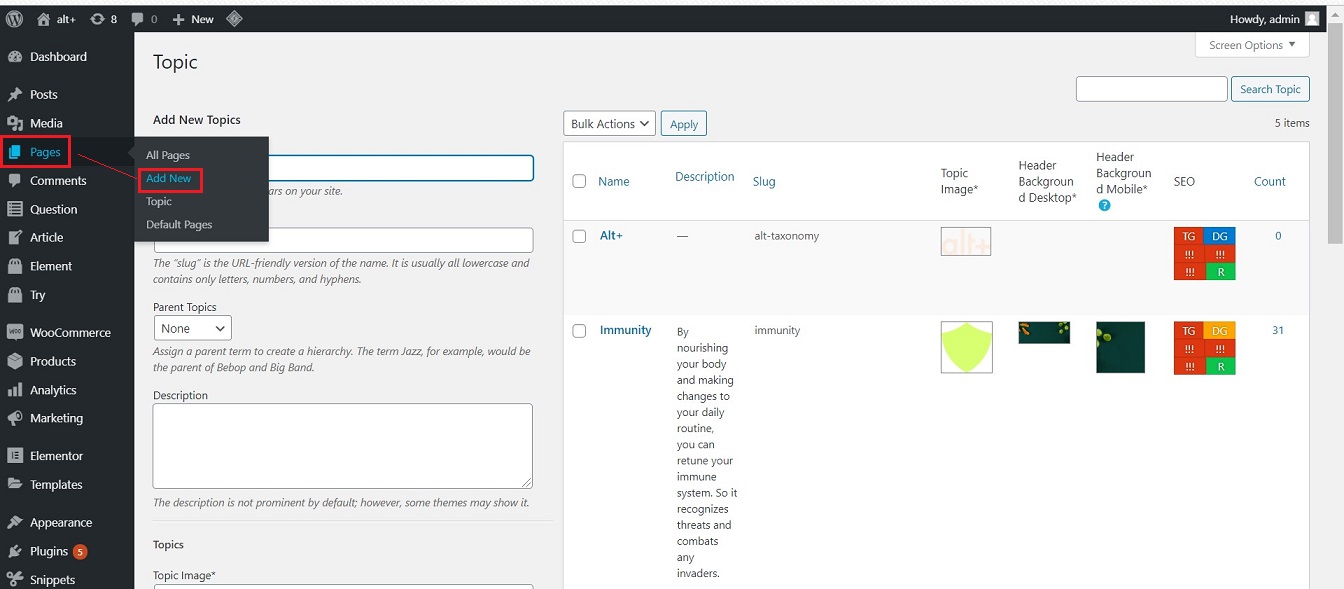 alt+ 8 0 New Howdy, admin
Screen Options
Dashboard
Posts
Media
Pages
Comments
Question
Article
Element
Try
WooCommerce
Products
Analytics
Marketing
Elementor
Templates
Appearance
Plugins 5
Snippets
All Pages
Add New
Topic
Default Pages
Topic
Search Topic
Add New Topics
ars on your site.
The “slug” is the URL-friendly version of the name. It is usually all lowercase and
contains only letters, numbers, and hyphens.
Parent Topics
None
Assign a parent term to create a hierarchy. The term Jazz, for example, would be
the parent of Bebop and Big Band.
Description
The description is not prominent by default; however, some themes may show it.
Topics
Topic Image*
Bulk Actions Apply 5 items
Name Description Slug
Topic
Image*
Header
Backgroun
d Desktop*
Header
Backgroun
d Mobile*
?
SEO Count
Alt+ — alt-taxonomy alt+
TG DG
!!! !!!
!!! R
0
Immunity
By
nourishing
your body
and making
changes to
your daily
routine,
you can
retune your
immune
system. So it
recognizes
threats and
combats
any
invaders.
immunity
TG DG
!!! !!!
!!! R
31